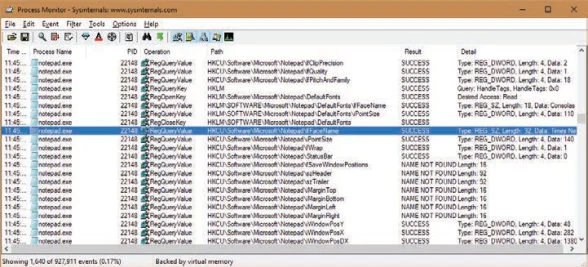 Process Monitor - Sysinternals: www.sysinternals.com
File Edit Event Filter Tools Options Help
Time ... Process Name PID Operation Path Result Detail
11:45:... notepad.exe 22148 RegQueryValue HKCU\Software\Microsoft\Notepad\lfClipPrecision SUCCESS Type: REG_DWORD, Length: 4, Data: 2
11:45:... notepad.exe 22148 RegQueryValue HKCU\Software\Microsoft\Notepad\lfQuality SUCCESS Type: REG_DWORD, Length: 4, Data: 1
11:45:... notepad.exe 22148 RegQueryValue HKCU\Software\Microsoft\Notepad\lfPitchAndFamily SUCCESS Type: REG_DWORD, Length: 4, Data: 18
11:45:... notepad.exe 22148 RegQueryKey HKLM SUCCESS Query: HandleTags, HandleTags: 0x0
11:45:... notepad.exe 22148 RegOpenKey HKLM\Software\Microsoft\Notepad\DefaultFonts SUCCESS Desired Access: Read
11:45:... notepad.exe 22148 RegQueryValue HKLM\SOFTWARE\Microsoft\Notepad\DefaultFonts\lfFaceName SUCCESS Type: REG_SZ, Length: 18, Data: Consolas
11:45:... notepad.exe 22148 RegQueryValue HKLM\SOFTWARE\Microsoft\Notepad\DefaultFonts\iPointSize SUCCESS Type: REG_DWORD, Length: 4, Data: 110
11:45:... notepad.exe 22148 RegCloseKey HKLM\SOFTWARE\Microsoft\Notepad\DefaultFonts SUCCESS
11:45:... notepad.exe 22148 RegQueryValue HKCU\Software\Microsoft\Notepad\lfFaceName SUCCESS Type: REG_SZ, Length: 32, Data: Times Ne
11:45:... notepad.exe 22148 RegQueryValue HKCU\Software\Microsoft\Notepad\iPointSize SUCCESS Type: REG_DWORD, Length: 4, Data: 140
11:45:... notepad.exe 22148 RegQueryValue HKCU\Software\Microsoft\Notepad\fWrap SUCCESS Type: REG_DWORD, Length: 4, Data: 1
11:45:... notepad.exe 22148 RegQueryValue HKCU\Software\Microsoft\Notepad\StatusBar SUCCESS Type: REG_DWORD, Length: 4, Data: 0
11:45:... notepad.exe 22148 RegQueryValue HKCU\Software\Microsoft\Notepad\fSaveWindowPositions NAME NOT FOUND Length: 16
11:45:... notepad.exe 22148 RegQueryValue HKCU\Software\Microsoft\Notepad\szHeader NAME NOT FOUND Length: 92
11:45:... notepad.exe 22148 RegQueryValue HKCU\Software\Microsoft\Notepad\szTrailer NAME NOT FOUND Length: 92
11:45:... notepad.exe 22148 RegQueryValue HKCU\Software\Microsoft\Notepad\iMarginTop NAME NOT FOUND Length: 16
11:45:... notepad.exe 22148 RegQueryValue HKCU\Software\Microsoft\Notepad\iMarginBottom NAME NOT FOUND Length: 16
11:45:... notepad.exe 22148 RegQueryValue HKCU\Software\Microsoft\Notepad\iMarginLeft NAME NOT FOUND Length: 16
11:45:... notepad.exe 22148 RegQueryValue HKCU\Software\Microsoft\Notepad\iMarginRight NAME NOT FOUND Length: 16
11:45:... notepad.exe 22148 RegQueryValue HKCU\Software\Microsoft\Notepad\iWindowPosY SUCCESS Type: REG_DWORD, Length: 4, Data: 48
11:45:... notepad.exe 22148 RegQueryValue HKCU\Software\Microsoft\Notepad\iWindowPosX SUCCESS Type: REG_DWORD, Length: 4, Data: 282
11:45:... notepad.exe 22148 RegQueryValue HKCU\Software\Microsoft\Notepad\iWindowPosDX SUCCESS Type: REG_DWORD, Length: 4, Data: 1380
Showing 1,640 of 927,911 events (0.17%) Backed by virtual memory